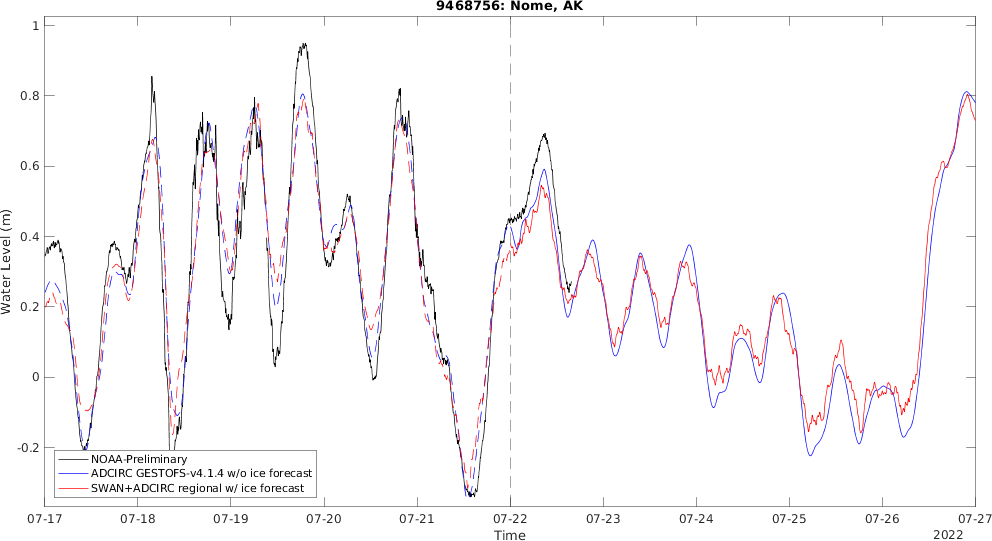 9468756: Nome, AK
1
0.8
0.6
0.4
0.2
0
-0.2
Water Level (m)
NOAA-Preliminary
ADCIRC GESTOFS-v4.1.4 w/o ice forecast
SWAN+ADCIRC regional w/ ice forecast
07-17 07-18 07-19 07-20 07-21 07-22 07-23 07-24 07-25 07-26 07-27
Time
2022